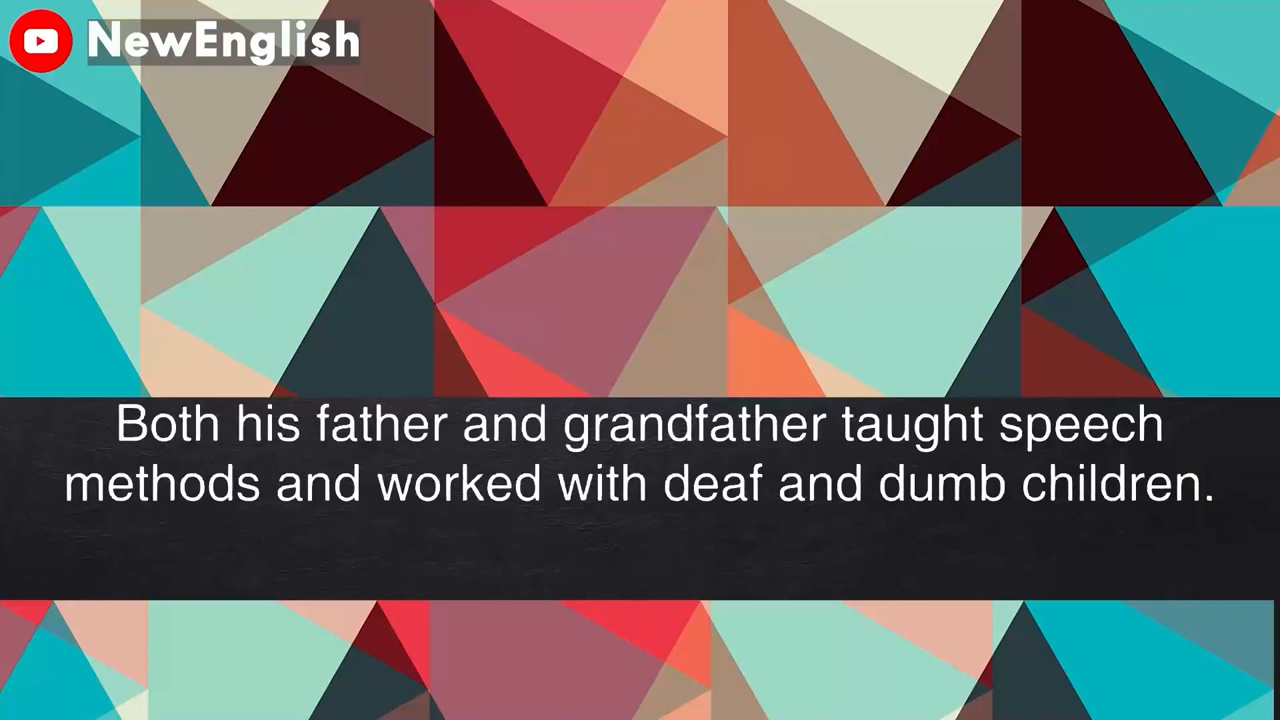 NewEnglish
Both his father and grandfather taught speech
methods and worked with deaf and dumb children.